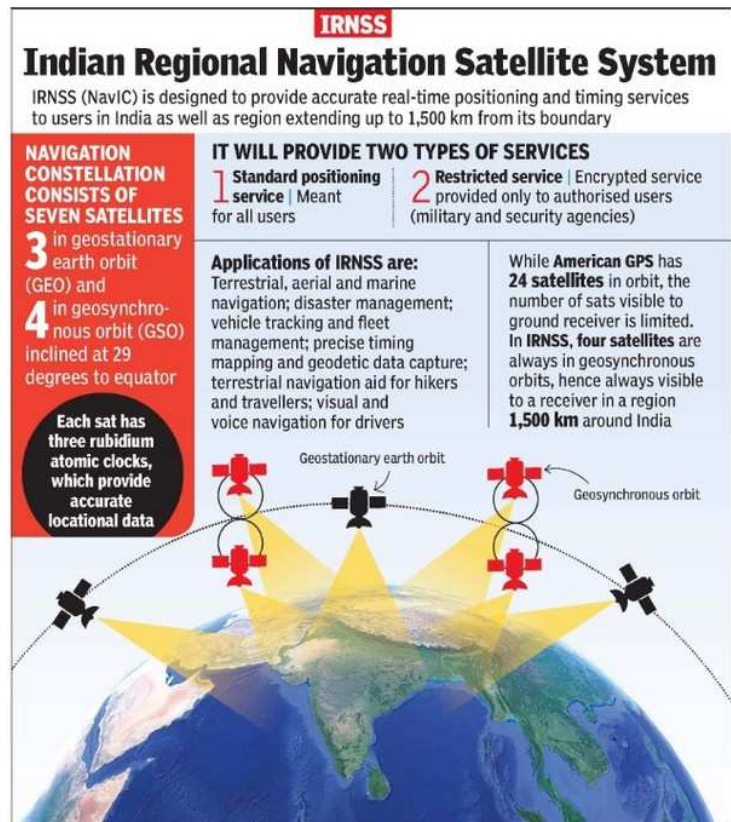 IRNSS
Indian Regional Navigation Satellite System
IRNSS (NavIC) is designed to provide accurate real-time positioning and timing services
to users in India as well as region extending up to 1,500 km from its boundary
NAVIGATION
CONSTELLATION
CONSISTS OF
SEVEN SATELLITES
3 in geostationary
earth orbit
(GEO) and
4 in geosynchro-
nous orbit (GSO)
inclined at 29
degrees to equator
Each sat has
three rubidium
atomic clocks,
which provide
accurate
locational data
IT WILL PROVIDE TWO TYPES OF SERVICES
1 Standard positioning
service | Meant
for all users
2 Restricted service | Encrypted service
provided only to authorised users
(military and security agencies)
Applications of IRNSS are:
Terrestrial, aerial and marine
navigation; disaster management;
vehicle tracking and fleet
management; precise timing
mapping and geodetic data capture;
terrestrial navigation aid for hikers
and travellers; visual and
voice navigation for drivers
While American GPS has
24 satellites in orbit, the
number of sats visible to
ground receiver is limited.
In IRNSS, four satellites are
always in geosynchronous
orbits, hence always visible
to a receiver in a region
1,500 km around India
Geostationary earth orbit
Geosynchronous orbit